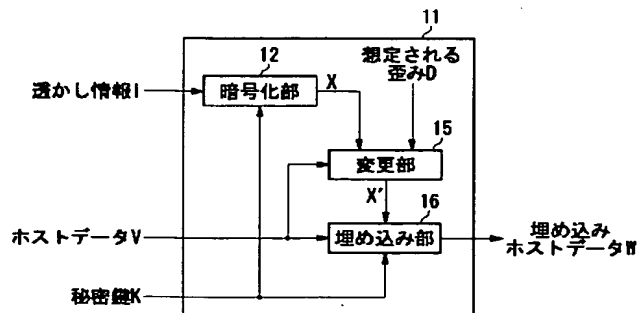 11
12
想定される
歪みD
透かし情報I
暗号化部
X
15
変更部
X'
16
ホストデータV
埋め込み部
埋め込み
ホストデータW
秘密鍵K